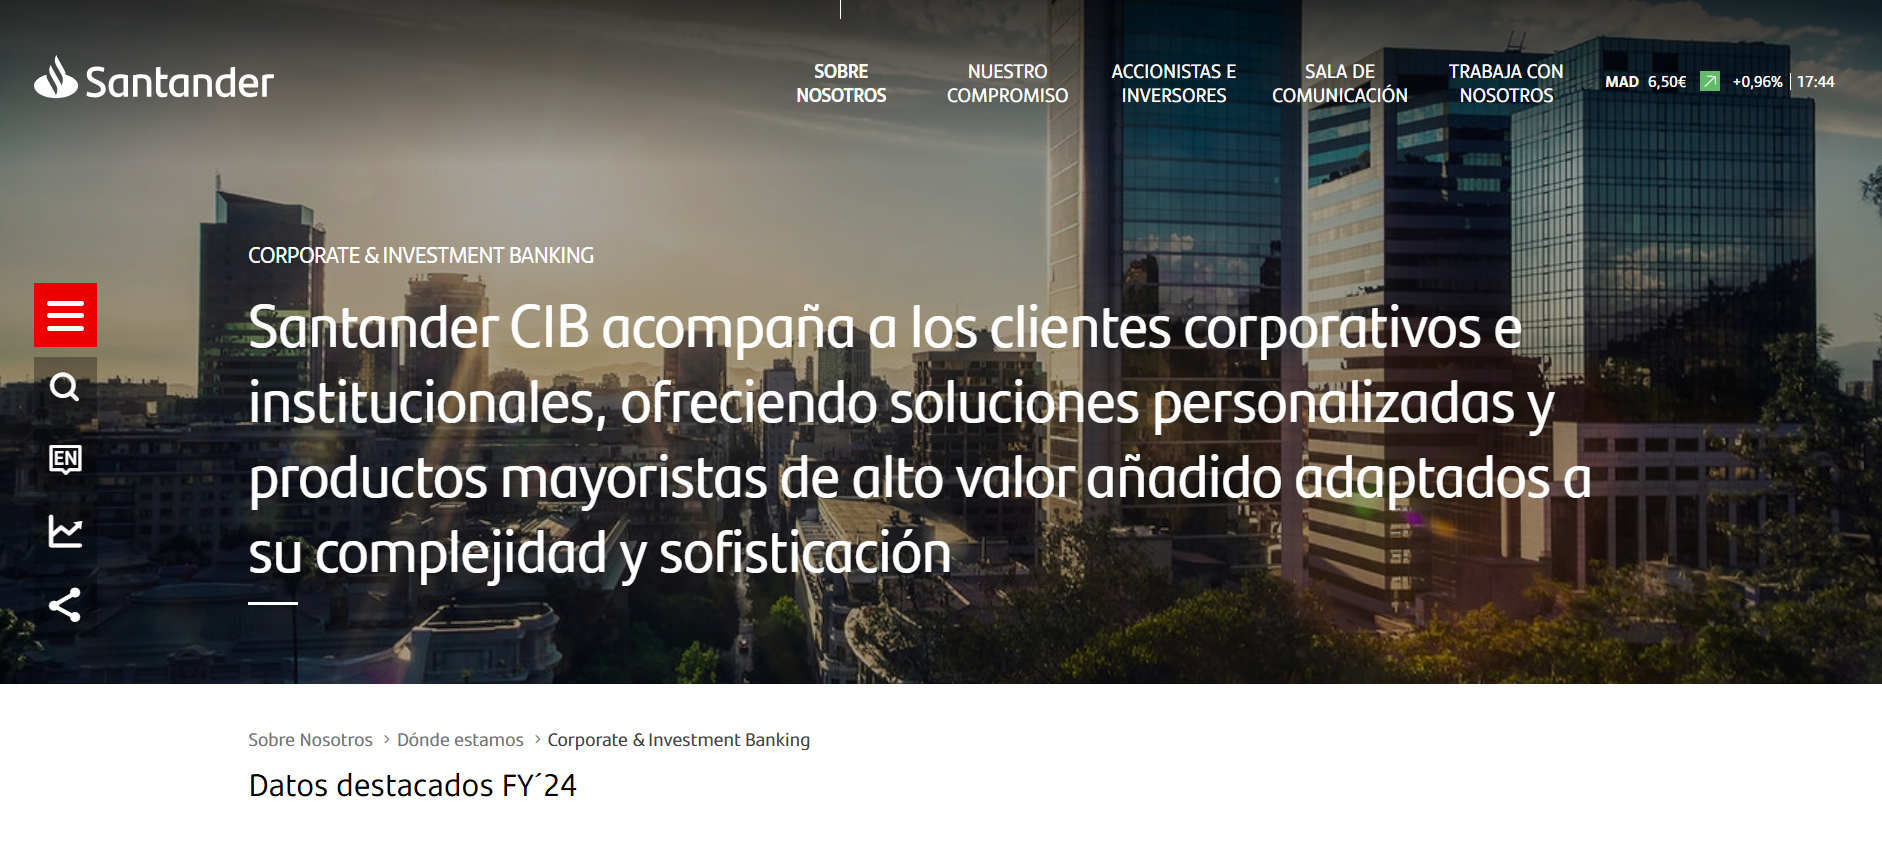 Santander
SOBRE
NOSOTROS
NUESTRO
COMPROMISO
ACCIONISTAS E
INVERSORES
SALA DE
COMUNICACIÓN
TRABAJA CON
NOSOTROS
MAD 6,50€ +0,96% 17:44
CORPORATE & INVESTMENT BANKING
Santander CIB acompaña a los clientes corporativos e
institucionales, ofreciendo soluciones personalizadas y
productos mayoristas de alto valor añadido adaptados a
su complejidad y sofisticación
EN
Sobre Nosotros > Dónde estamos > Corporate & Investment Banking
Datos destacados FY´24